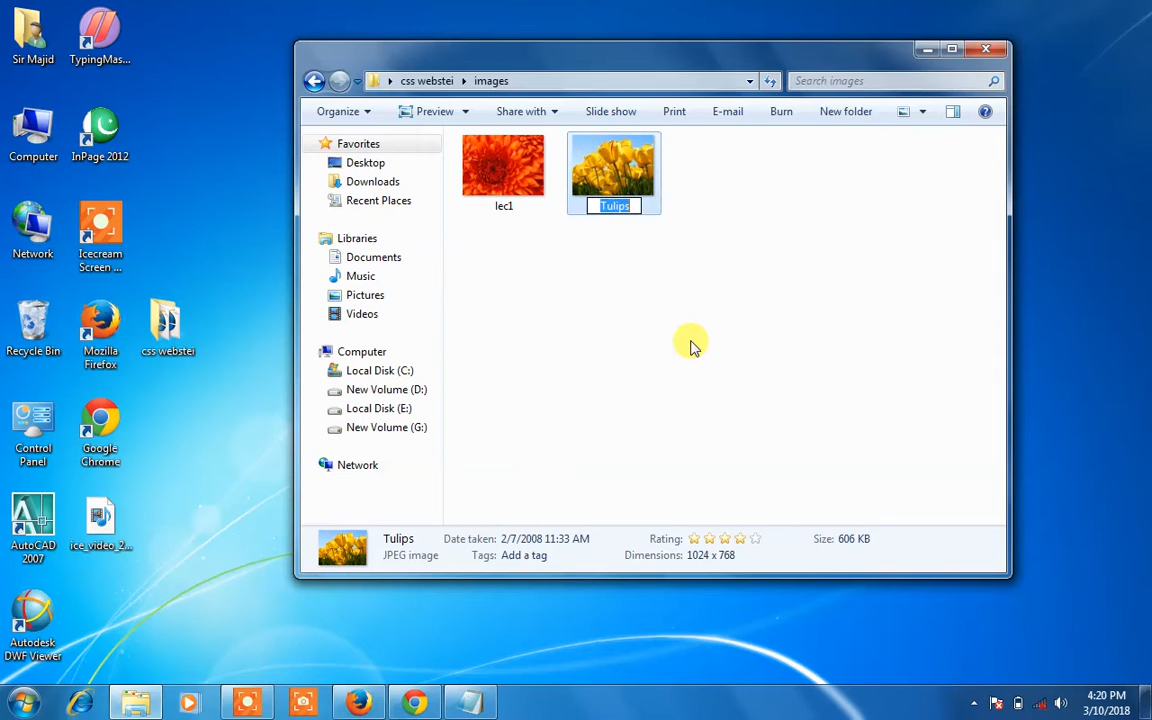 Sir Majid
TypingMas...
Computer
InPage 2012
Network
Icecream
Screen ...
Recycle Bin
Mozilla
Firefox
css webstei
Control
Panel
Google
Chrome
AutoCAD
2007
ice_video_2...
Autodesk
DWF Viewer
css webstei
images
Search images
Organize
Preview
Share with
Slide show
Print
E-mail
Burn
New folder
Favorites
Desktop
Downloads
Recent Places
Libraries
Documents
Music
Pictures
Videos
Computer
Local Disk (C:)
New Volume (D:)
Local Disk (E:)
New Volume (G:)
Network
lec1
Tulips
Tulips
Date taken: 2/7/2008 11:33 AM
Rating:
Size: 606 KB
JPEG image
Tags: Add a tag
Dimensions: 1024 x 768
4:20 PM
3/10/2018